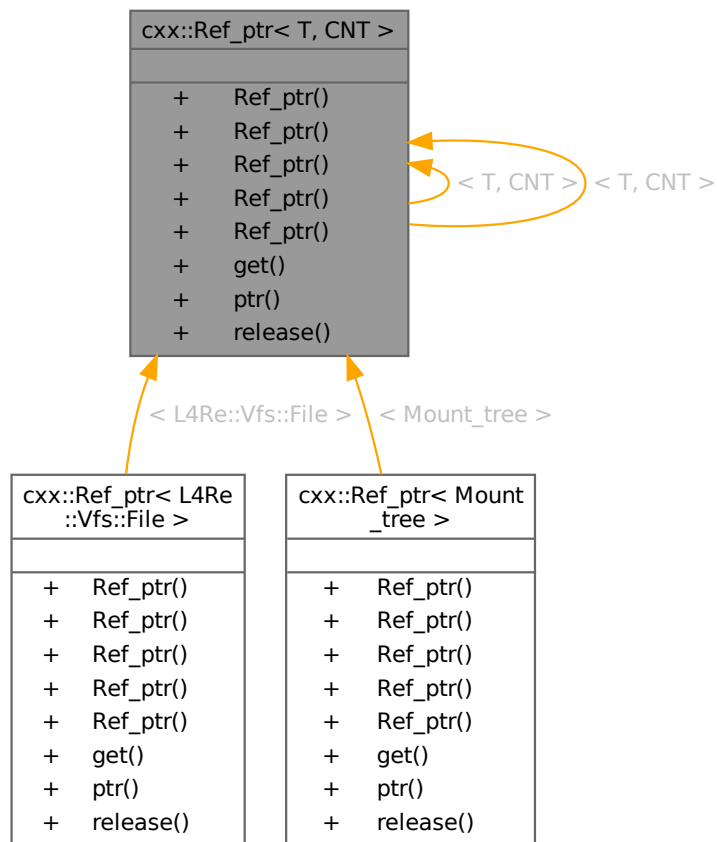 cxx::Ref_ptr< T, CNT >
+ Ref_ptr()
+ Ref_ptr()
+ Ref_ptr()
+ Ref_ptr()
+ Ref_ptr()
+ get()
+ ptr()
+ release()
< T, CNT >
< T, CNT >
< L4Re::Vfs::File >
< Mount_tree >
cxx::Ref_ptr< L4Re
::Vfs::File >
+ Ref_ptr()
+ Ref_ptr()
+ Ref_ptr()
+ Ref_ptr()
+ Ref_ptr()
+ get()
+ ptr()
+ release()
cxx::Ref_ptr< Mount
_tree >
+ Ref_ptr()
+ Ref_ptr()
+ Ref_ptr()
+ Ref_ptr()
+ Ref_ptr()
+ get()
+ ptr()
+ release()